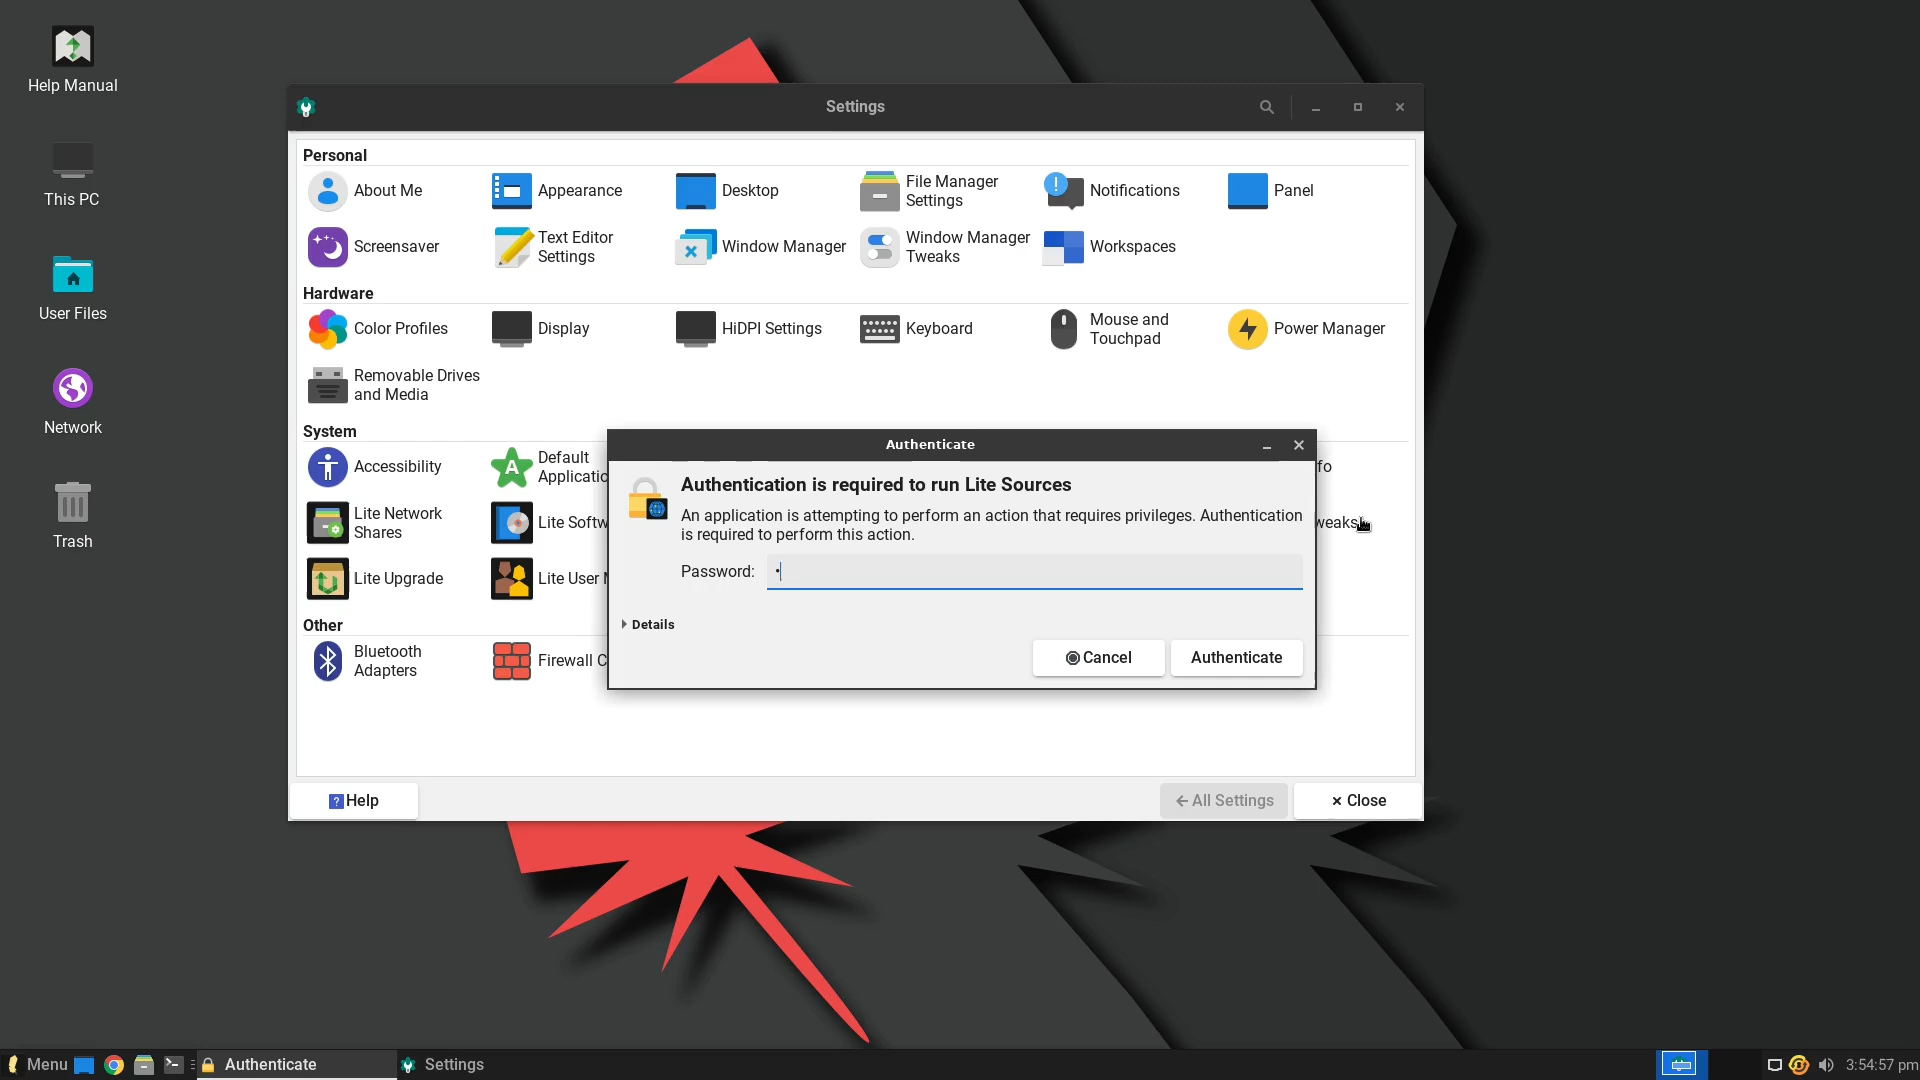 Help Manual
This PC
User Files
Network
Trash
Settings
Personal
About Me
Appearance
Desktop
File Manager
Settings
Notifications
Panel
Screensaver
Text Editor
Settings
Window Manager
Window Manager
Tweaks
Workspaces
Hardware
Color Profiles
Display
HiDPI Settings
Keyboard
Mouse and
Touchpad
Power Manager
Removable Drives
and Media
System
Accessibility
Default
Applicatio
fo
Lite Network
Shares
Lite Softw
weaks
Lite Upgrade
Lite User M
Other
Bluetooth
Adapters
Firewall C
Authenticate
Authentication is required to run Lite Sources
An application is attempting to perform an action that requires privileges. Authentication
is required to perform this action.
Password: •
Details
Cancel
Authenticate
Help
All Settings
Close
Menu
Authenticate
Settings
3:54:57 pm